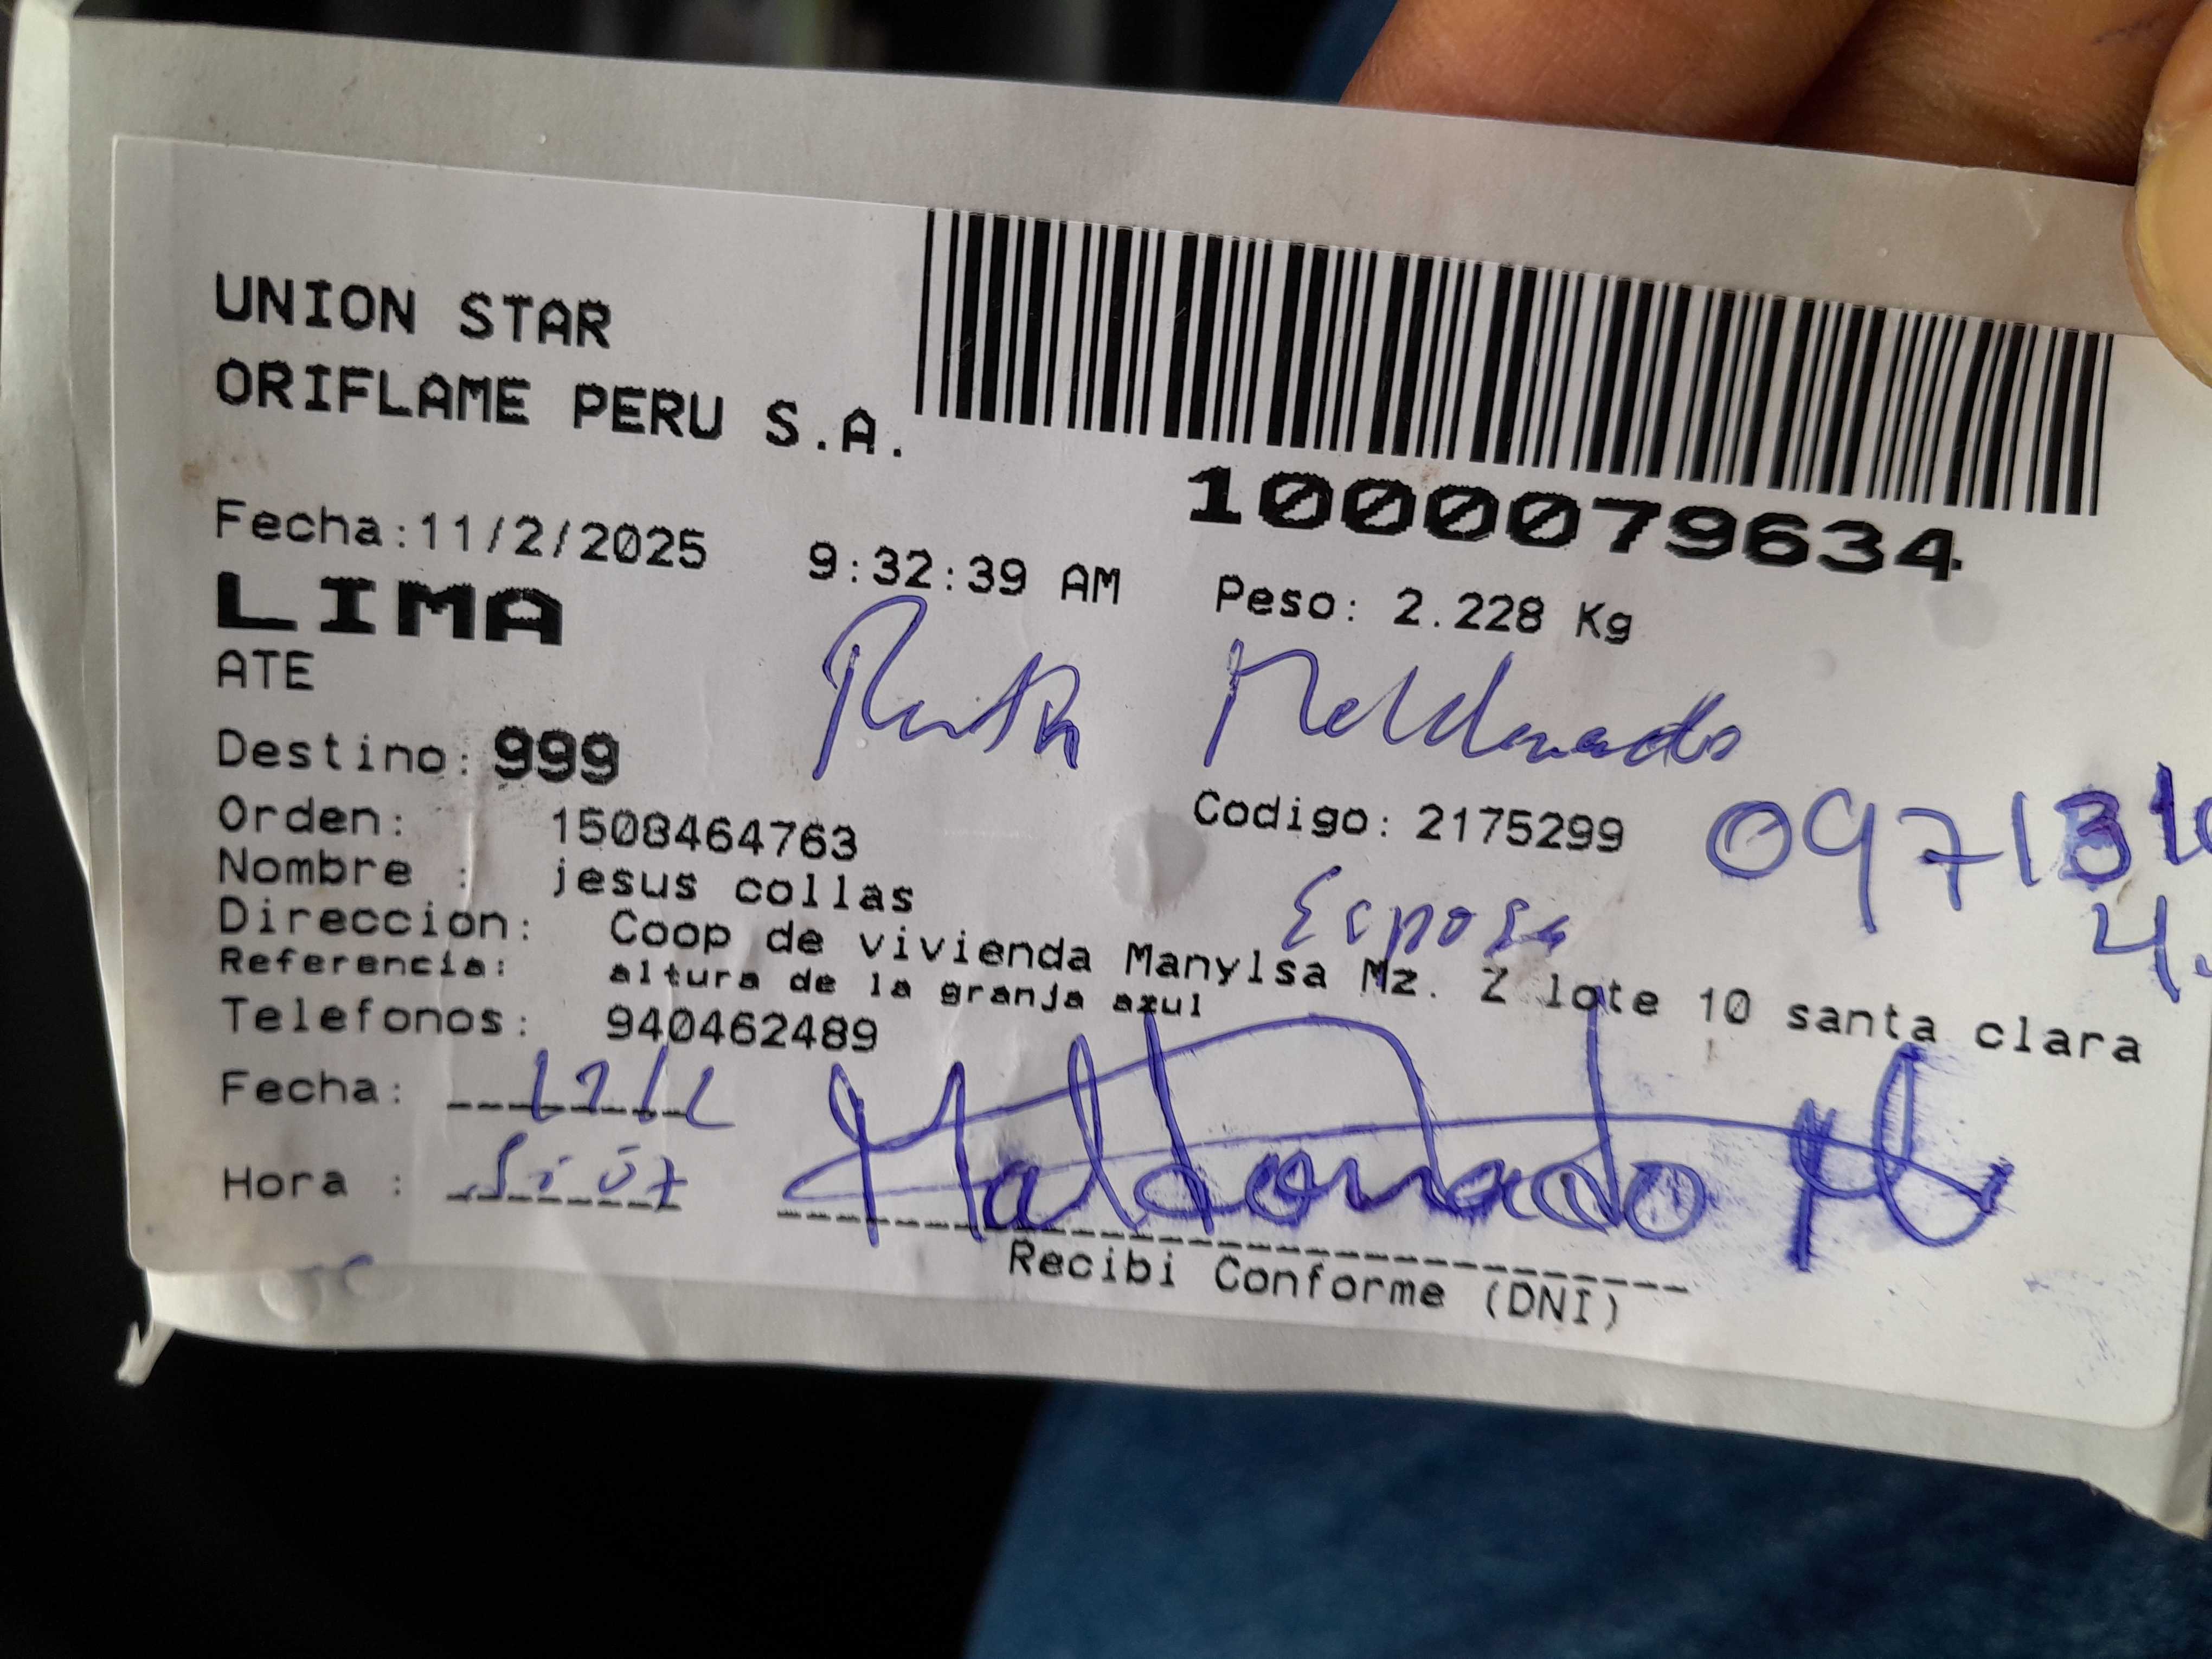 UNION STAR
ORIFLAME PERU S.A.
1000079634
Fecha:11/2/2025 9:32:39 AM Peso: 2.228 Kg
LIMA
ATE
Ruth Maldonado
Destino: 999
Orden: 1508464763 Codigo: 2175299
Nombre : jesus collas
Esposa
Direccion: Coop de vivienda Manylsa Mz. Z lote 10 santa clara
Referencia: altura de la granja azul
Telefonos: 940462489
Fecha:
Hora :
Maldonado
Recibi Conforme (DNI)